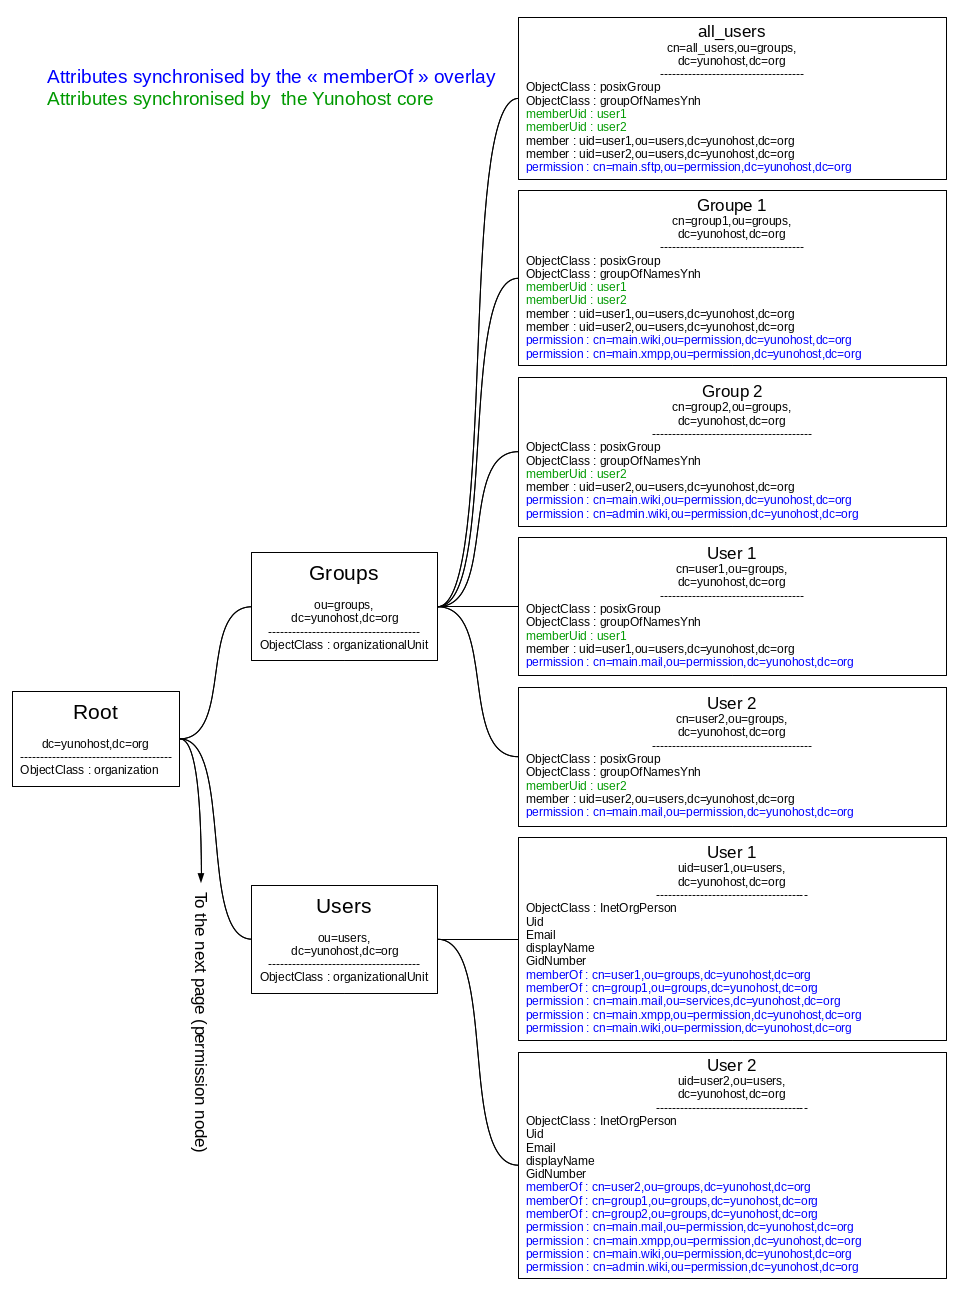 Attributes synchronised by the « memberOf » overlay
Attributes synchronised by  the Yunohost core
Root
dc=yunohost,dc=org
--------------------------------------
ObjectClass : organization
To the next page (permission node)
Groups
ou=groups,
dc=yunohost,dc=org
--------------------------------------
ObjectClass : organizationalUnit
Users
ou=users,
dc=yunohost,dc=org
--------------------------------------
ObjectClass : organizationalUnit
all_users
cn=all_users,ou=groups,
dc=yunohost,dc=org
------------------------------------
ObjectClass : posixGroup
ObjectClass : groupOfNamesYnh
memberUid : user1
memberUid : user2
member : uid=user1,ou=users,dc=yunohost,dc=org
member : uid=user2,ou=users,dc=yunohost,dc=org
permission : cn=main.sftp,ou=permission,dc=yunohost,dc=org
Groupe 1
cn=group1,ou=groups,
dc=yunohost,dc=org
------------------------------------
ObjectClass : posixGroup
ObjectClass : groupOfNamesYnh
memberUid : user1
memberUid : user2
member : uid=user1,ou=users,dc=yunohost,dc=org
member : uid=user2,ou=users,dc=yunohost,dc=org
permission : cn=main.wiki,ou=permission,dc=yunohost,dc=org
permission : cn=main.xmpp,ou=permission,dc=yunohost,dc=org
Group 2
cn=group2,ou=groups,
dc=yunohost,dc=org
----------------------------------------
ObjectClass : posixGroup
ObjectClass : groupOfNamesYnh
memberUid : user2
member : uid=user2,ou=users,dc=yunohost,dc=org
permission : cn=main.wiki,ou=permission,dc=yunohost,dc=org
permission : cn=admin.wiki,ou=permission,dc=yunohost,dc=org
User 1
cn=user1,ou=groups,
dc=yunohost,dc=org
------------------------------------
ObjectClass : posixGroup
ObjectClass : groupOfNamesYnh
memberUid : user1
member : uid=user1,ou=users,dc=yunohost,dc=org
permission : cn=main.mail,ou=permission,dc=yunohost,dc=org
User 2
cn=user2,ou=groups,
dc=yunohost,dc=org
----------------------------------------
ObjectClass : posixGroup
ObjectClass : groupOfNamesYnh
memberUid : user2
member : uid=user2,ou=users,dc=yunohost,dc=org
permission : cn=main.mail,ou=permission,dc=yunohost,dc=org
User 1
uid=user1,ou=users,
dc=yunohost,dc=org
--------------------------------------
ObjectClass : InetOrgPerson
Uid
Email
displayName
GidNumber
memberOf : cn=user1,ou=groups,dc=yunohost,dc=org
memberOf : cn=group1,ou=groups,dc=yunohost,dc=org
permission : cn=main.mail,ou=services,dc=yunohost,dc=org
permission : cn=main.xmpp,ou=permission,dc=yunohost,dc=org
permission : cn=main.wiki,ou=permission,dc=yunohost,dc=org
User 2
uid=user2,ou=users,
dc=yunohost,dc=org
--------------------------------------
ObjectClass : InetOrgPerson
Uid
Email
displayName
GidNumber
memberOf : cn=user2,ou=groups,dc=yunohost,dc=org
memberOf : cn=group1,ou=groups,dc=yunohost,dc=org
memberOf : cn=group2,ou=groups,dc=yunohost,dc=org
permission : cn=main.mail,ou=permission,dc=yunohost,dc=org
permission : cn=main.xmpp,ou=permission,dc=yunohost,dc=org
permission : cn=main.wiki,ou=permission,dc=yunohost,dc=org
permission : cn=admin.wiki,ou=permission,dc=yunohost,dc=org